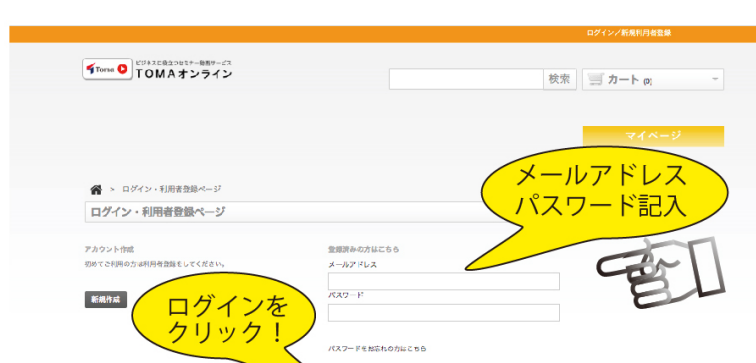 ログイン／新規利用者登録
Toma
ビジネスに役立つセミナー動画サービス
TOMAオンライン
検索
カート (0)
マイページ
> ログイン・利用者登録ページ
ログイン・利用者登録ページ
メールアドレス
パスワード記入
アカウント作成
初めてご利用の方は利用者登録をしてください。
新規作成
登録済みの方はこちら
メールアドレス
パスワード
ログインを
クリック！
パスワードをお忘れの方はこちら